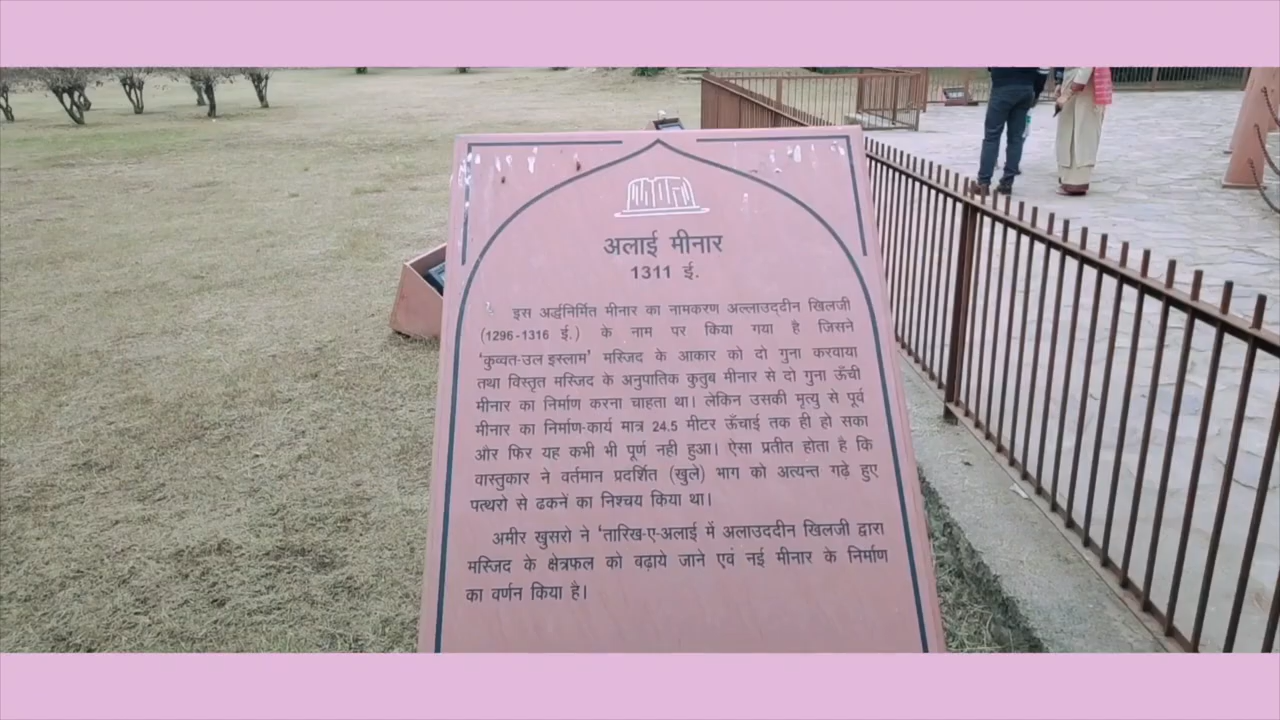 अलाई मीनार
1311 ई.
इस अर्द्धनिर्मित मीनार का नामकरण अल्लाउद्दीन खिलजी
(1296-1316 ई.) के नाम पर किया गया है जिसने
'कुव्वत-उल इस्लाम' मस्जिद के आकार को दो गुना करवाया
तथा विस्तृत मस्जिद के अनुपातिक कुतुब मीनार से दो गुना ऊँची
मीनार का निर्माण करना चाहता था। लेकिन उसकी मृत्यु से पूर्व
मीनार का निर्माण-कार्य मात्र 24.5 मीटर ऊँचाई तक ही हो सका
और फिर यह कभी भी पूर्ण नही हुआ। ऐसा प्रतीत होता है कि
वास्तुकार ने वर्तमान प्रदर्शित (खुले) भाग को अत्यन्त गढ़े हुए
पत्थरो से ढकनें का निश्चय किया था।
अमीर खुसरो ने 'तारिख-ए-अलाई में अलाउददीन खिलजी द्वारा
मस्जिद के क्षेत्रफल को बढ़ाये जाने एवं नई मीनार के निर्माण
का वर्णन किया है।